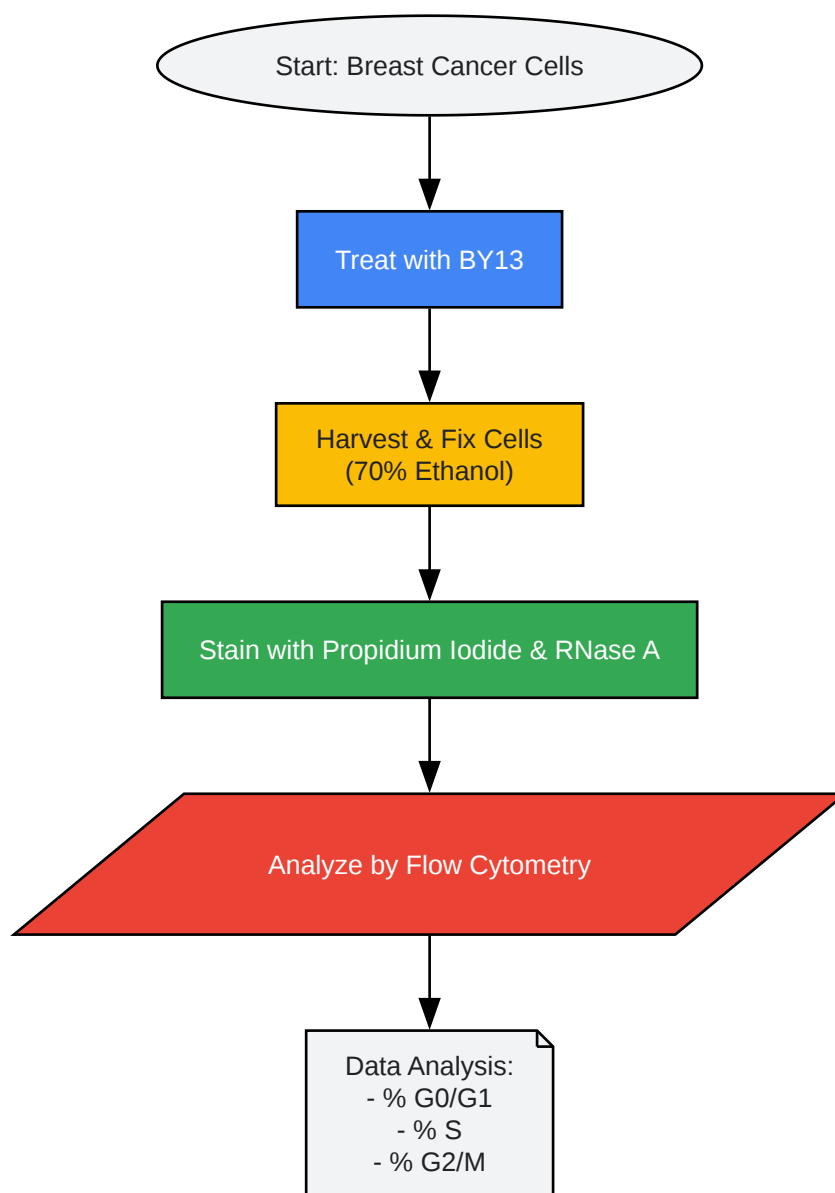 Start: Breast Cancer Cells
Treat with BY13
Harvest & Fix Cells
(70% Ethanol)
Stain with Propidium Iodide & RNase A
Analyze by Flow Cytometry
Data Analysis:
- % G0/G1
- % S
- % G2/M